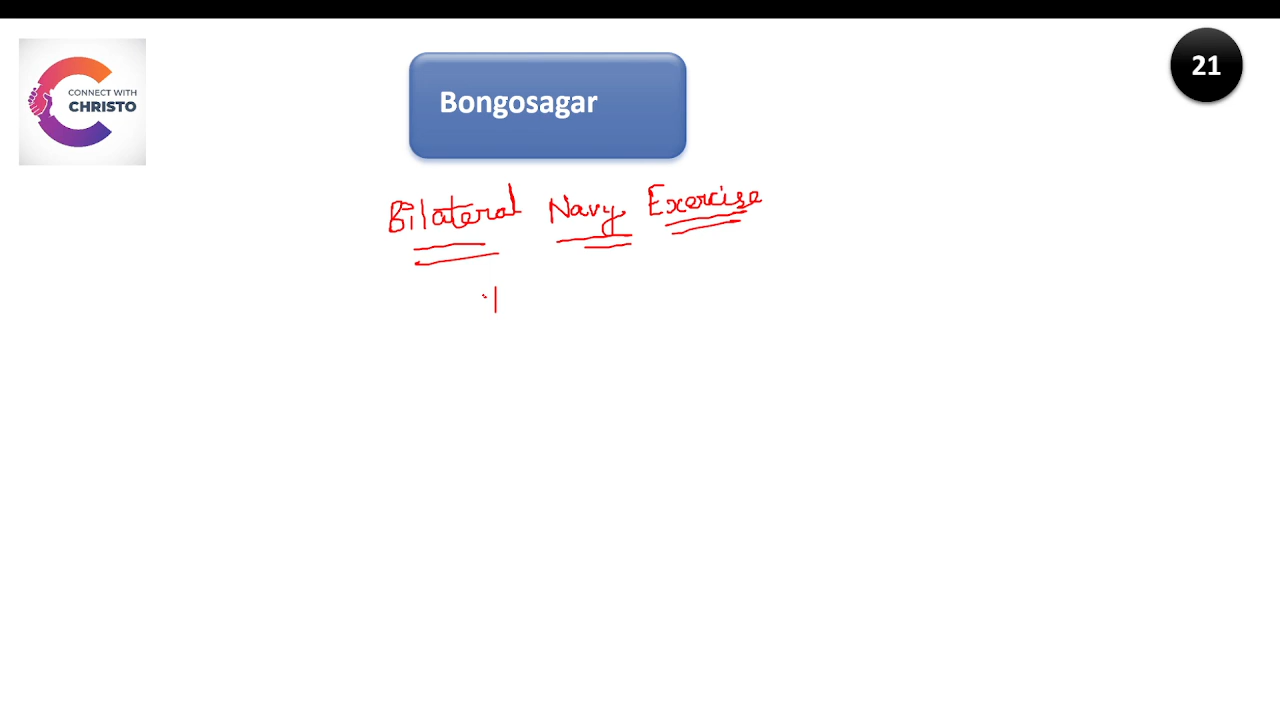 CONNECT WITH
CHRISTO
Bongosagar
21
Bilateral Navy Exercise